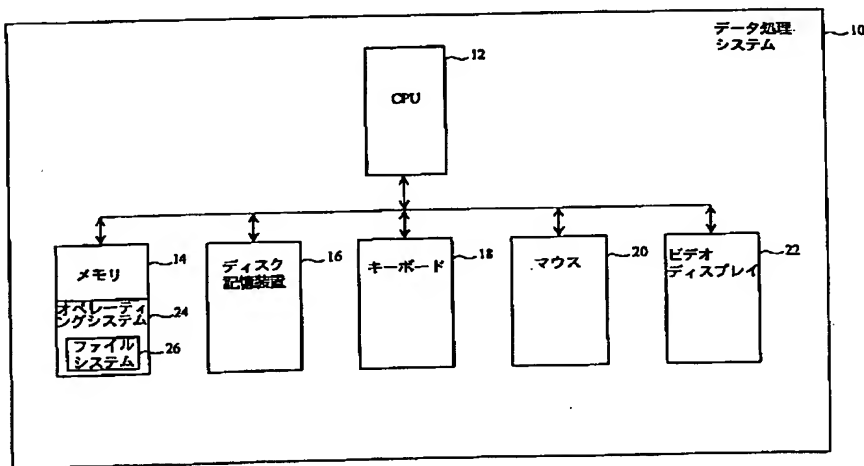 データ処理
システム
10
12
CPU
メモリ
14
オペレーティ
ングシステム
24
ファイル
システム
26
ディスク
記憶装置
16
キーボード
18
マウス
20
ビデオ
ディスプレイ
22